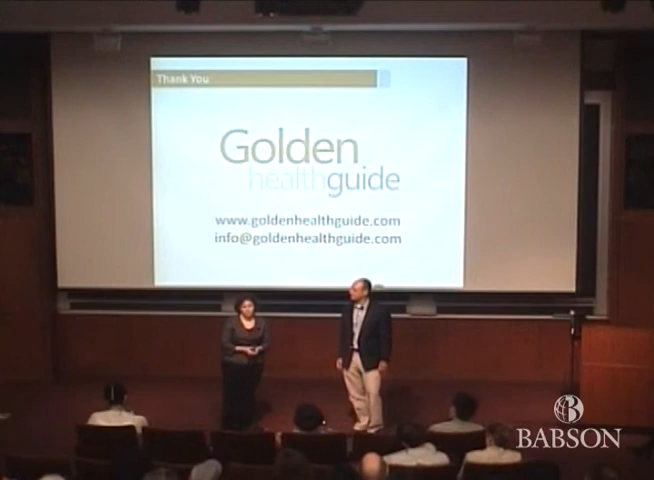 Thank You
Golden
healthguide
www.goldenhealthguide.com
info@goldenhealthguide.com
B
BABSON